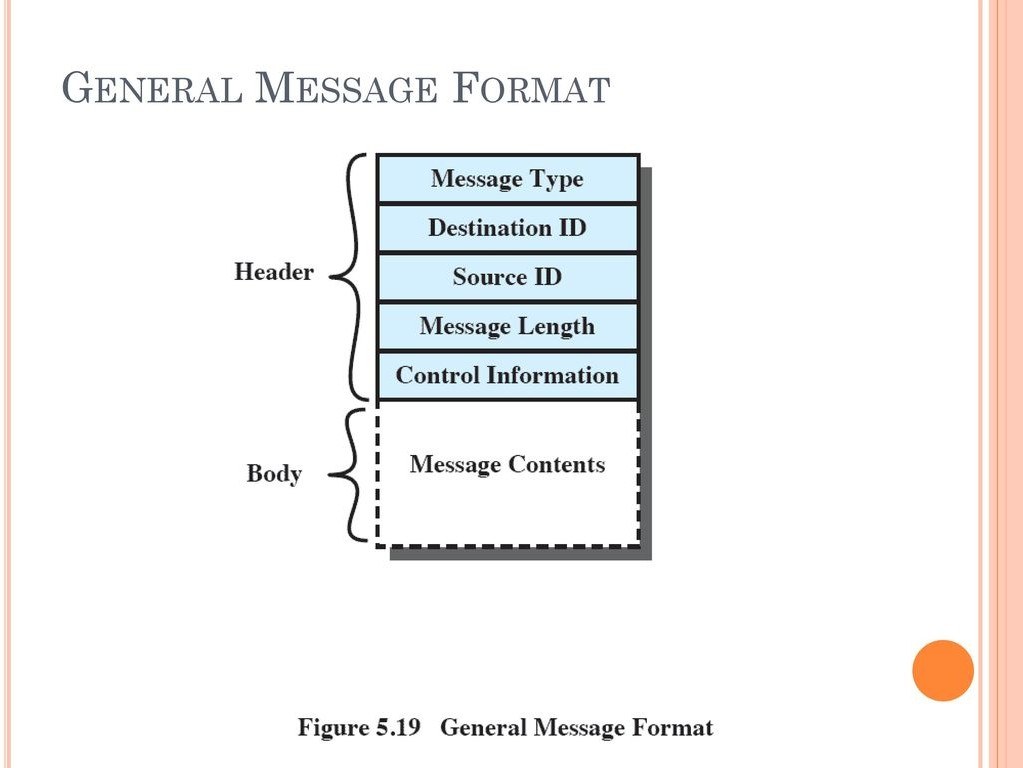 GENERAL MESSAGE FORMAT
Message Type
Destination ID
Source ID
Header
Message Length
Control Information
Message Contents
Body
Figure 5.19 General Message Format